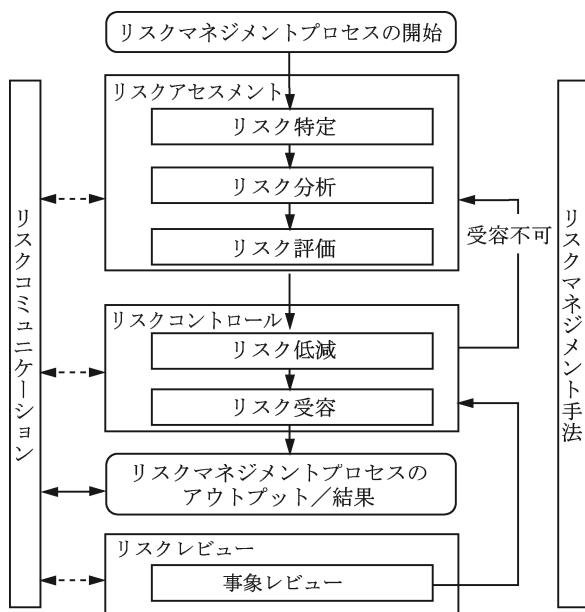 リスクマネジメントプロセスの開始
リスクアセスメント
リスク特定
リスク分析
リスク評価
受容不可
リスクコントロール
リスク低減
リスク受容
リスクマネジメントプロセスの
アウトプット／結果
リスクレビュー
事象レビュー
リスクコミュニケーション
リスクマネジメント手法